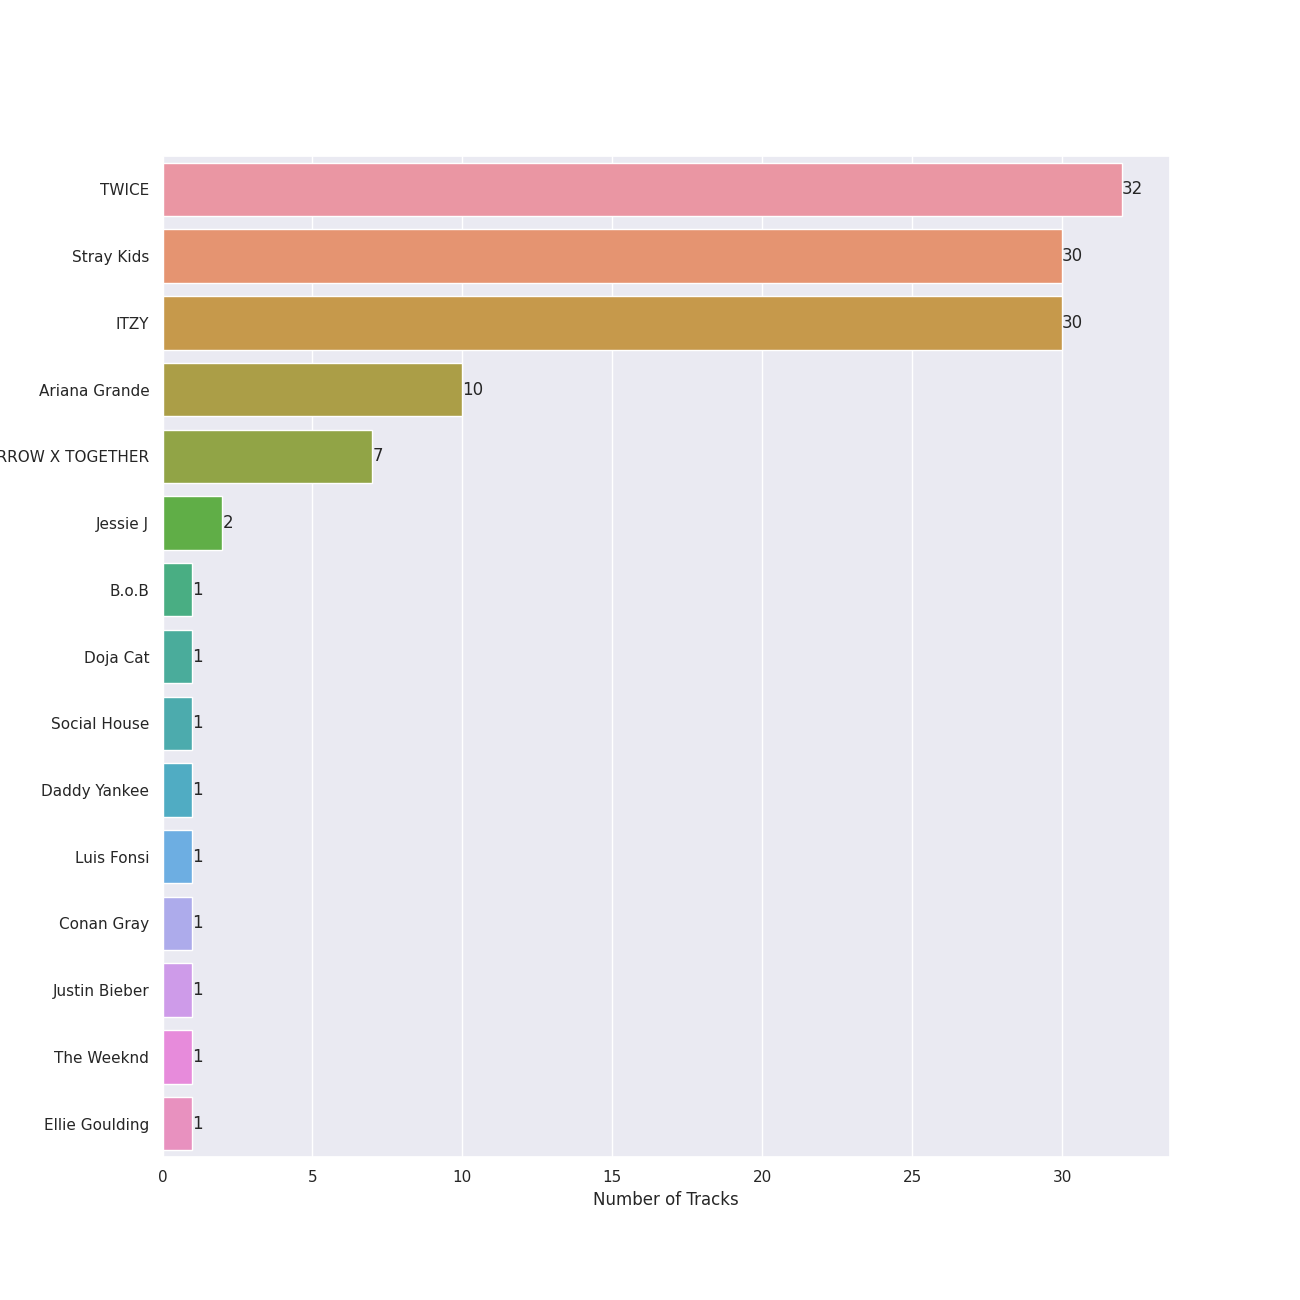 TWICE 32
Stray Kids 30
ITZY 30
Ariana Grande 10
RROW X TOGETHER 7
Jessie J 2
B.o.B 1
Doja Cat 1
Social House 1
Daddy Yankee 1
Luis Fonsi 1
Conan Gray 1
Justin Bieber 1
The Weeknd 1
Ellie Goulding 1
0 5 10 15 20 25 30
Number of Tracks